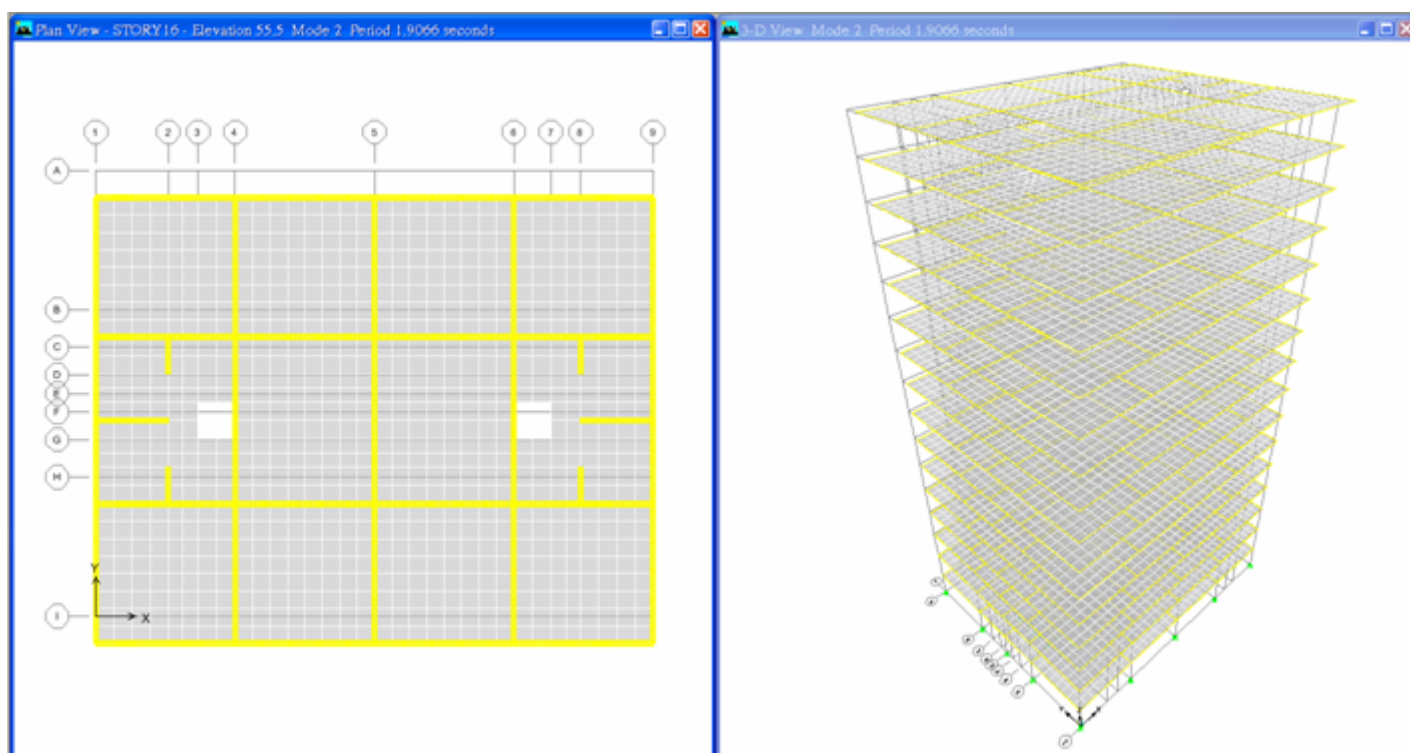 Plan View - STORY16 - Elevation 55.5 Mode 2 Period 1.9066 seconds
3-D View Mode 2 Period 1.9066 seconds
1 2 3 4 5 6 7 8 9
A
B
C
D
E
F
G
H
I
Y
X